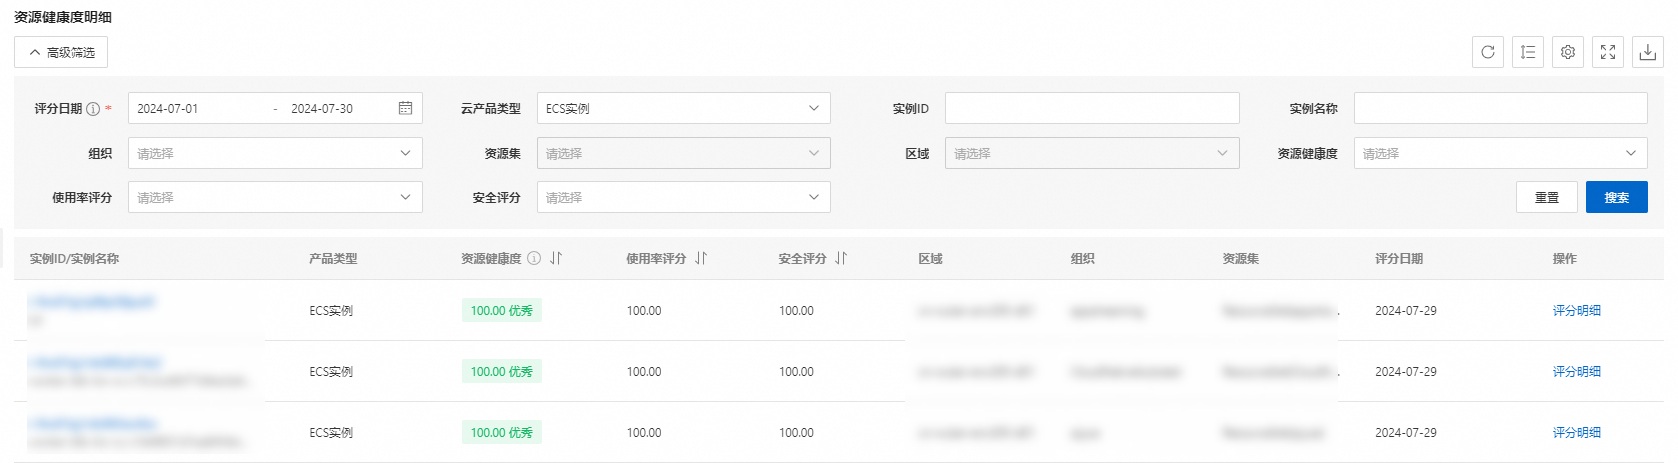 资源健康度明细
高级筛选
评分日期 * 2024-07-01 - 2024-07-30 云产品类型 ECS实例 实例ID 实例名称
组织 请选择 资源集 请选择 区域 请选择 资源健康度 请选择
使用率评分 请选择 安全评分 请选择 重置 搜索
实例ID/实例名称 产品类型 资源健康度 使用率评分 安全评分 区域 组织 资源集 评分日期 操作
ECS实例 100.00 优秀 100.00 100.00 2024-07-29 评分明细
ECS实例 100.00 优秀 100.00 100.00 2024-07-29 评分明细
ECS实例 100.00 优秀 100.00 100.00 2024-07-29 评分明细